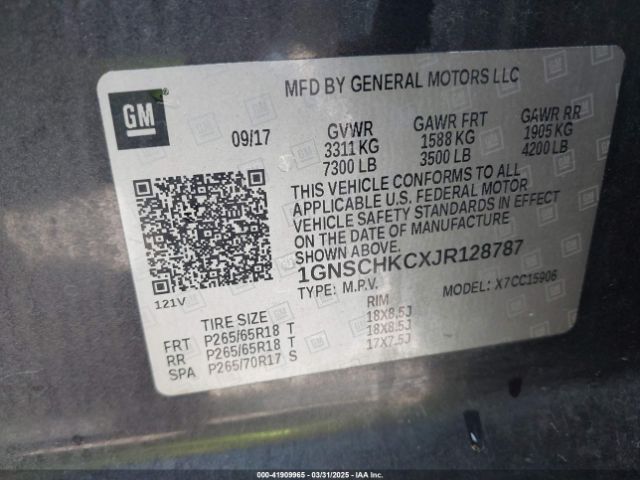 MFD BY GENERAL MOTORS LLC
GM
®
09/17 GVWR GAWR FRT GAWR RR
3311 KG 1588 KG 1905 KG
7300 LB 3500 LB 4200 LB
THIS VEHICLE CONFORMS TO ALL
APPLICABLE U.S. FEDERAL MOTOR
VEHICLE SAFETY STANDARDS IN EFFECT
ON THE DATE OF MANUFACTURE
SHOWN ABOVE.
1GNSCHKCXJR128787
121V
TYPE: M.P.V. MODEL: X7CC15906
TIRE SIZE RIM
FRT P265/65R18 T 18X8.5J
RR P265/65R18 T 18X8.5J
SPA P265/70R17 S 17X7.5J
000-41909965 - 03/31/2025 - IAA Inc.